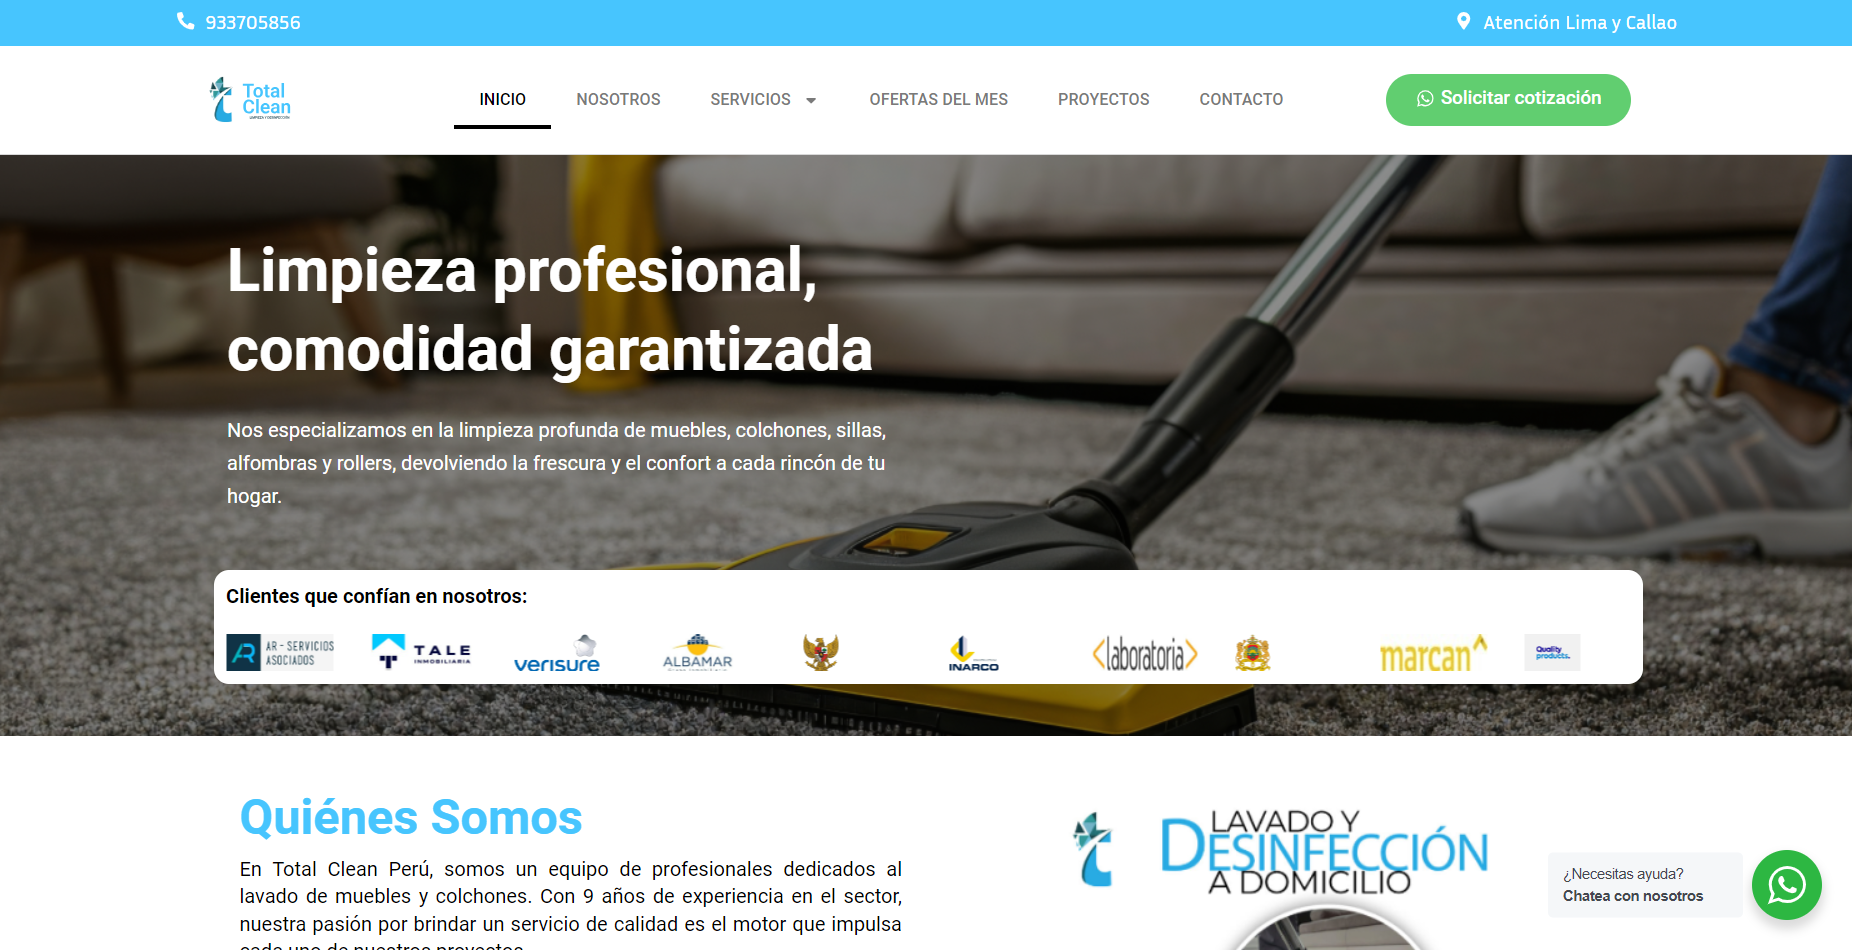 933705856
Atención Lima y Callao
Total
Clean
INICIO
NOSOTROS
SERVICIOS
OFERTAS DEL MES
PROYECTOS
CONTACTO
Solicitar cotización
Limpieza profesional,
comodidad garantizada
Nos especializamos en la limpieza profunda de muebles, colchones, sillas,
alfombras y rollers, devolviendo la frescura y el confort a cada rincón de tu
hogar.
Clientes que confían en nosotros:
AR - SERVICIOS
ASOCIADOS
TALE
INMOBILIARIA
verisure
ALBAMAR
INARCO
<laboratoria>
marcan
Quality
products.
Quiénes Somos
En Total Clean Perú, somos un equipo de profesionales dedicados al
lavado de muebles y colchones. Con 9 años de experiencia en el sector,
nuestra pasión por brindar un servicio de calidad es el motor que impulsa
cada uno de nuestros proyectos.
LAVADO Y
DESINFECCIÓN
A DOMICILIO
¿Necesitas ayuda?
Chatea con nosotros